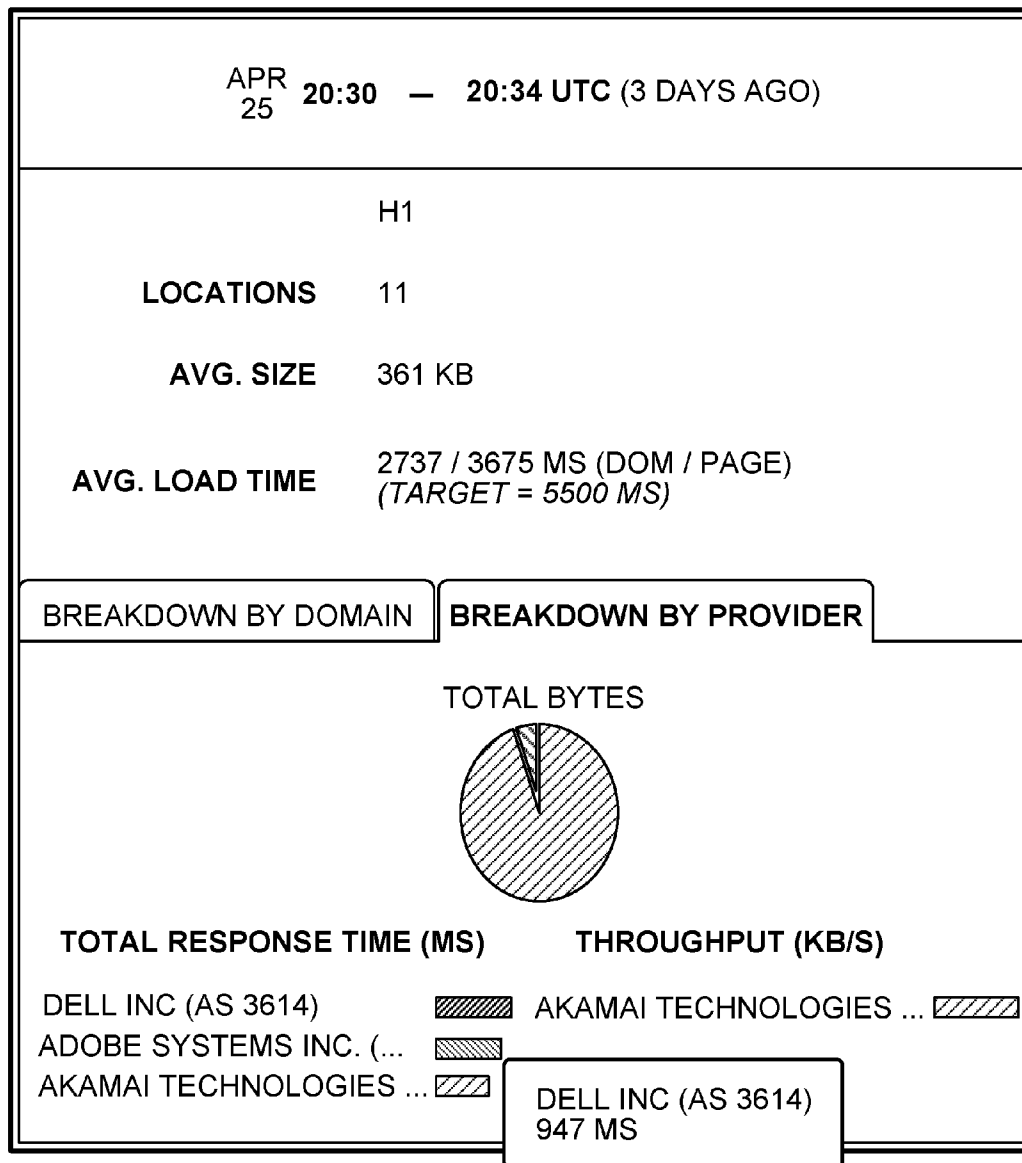 APR
25 20:30 — 20:34 UTC (3 DAYS AGO)
H1
LOCATIONS 11
AVG. SIZE 361 KB
AVG. LOAD TIME 2737 / 3675 MS (DOM / PAGE)
(TARGET = 5500 MS)
BREAKDOWN BY DOMAIN BREAKDOWN BY PROVIDER
TOTAL BYTES
TOTAL RESPONSE TIME (MS) THROUGHPUT (KB/S)
DELL INC (AS 3614) AKAMAI TECHNOLOGIES ...
ADOBE SYSTEMS INC. (...
AKAMAI TECHNOLOGIES ...
DELL INC (AS 3614)
947 MS